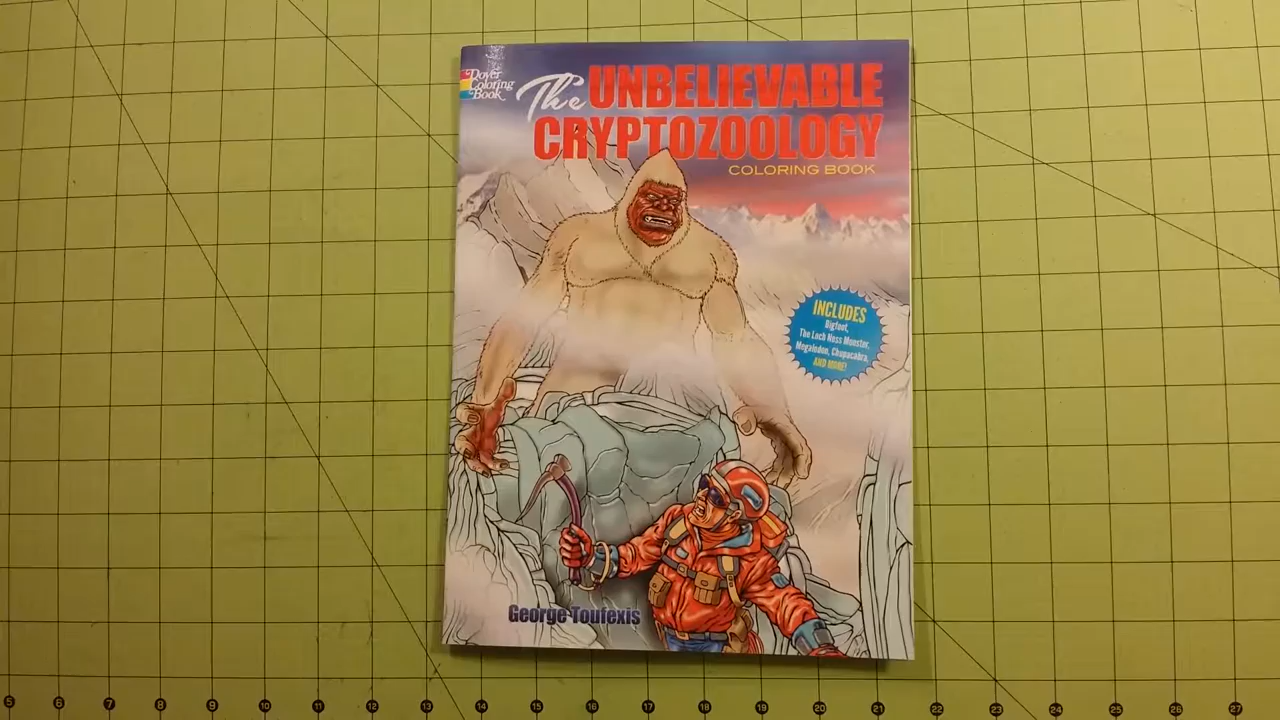 Dover
Coloring
Book
The UNBELIEVABLE
CRYPTOZOOLOGY
COLORING BOOK
INCLUDES
Bigfoot,
The Loch Ness Monster,
Megalodon, Chupacabra,
AND MORE!
George Toufexis
5 6 7 8 9 10 11 12 13 14 15 16 17 18 19 20 21 22 23 24 25 26 27